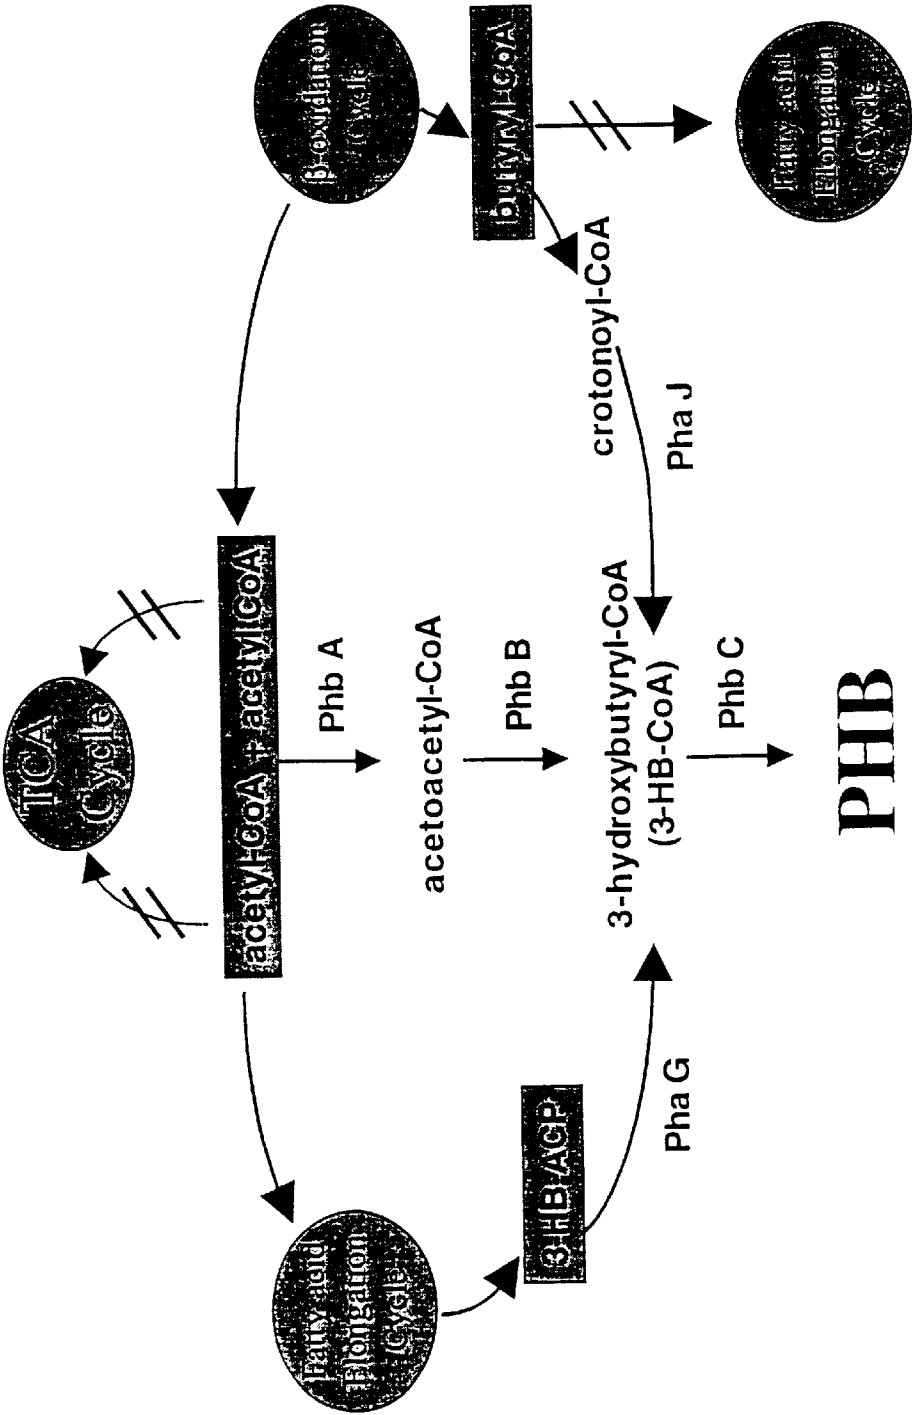 TCA
Cycle
acetyl-CoA + acetyl CoA
β-oxidation
Cycle
Phb A
butyryl-CoA
acetoacetyl-CoA
Fatty acid
Elongation
Cycle
Phb B
crotonoyl-CoA
3-HB-ACP
3-hydroxybutyryl-CoA
(3-HB-CoA)
Pha G
Pha J
Phb C
Fatty acid
Elongation
Cycle
PHB